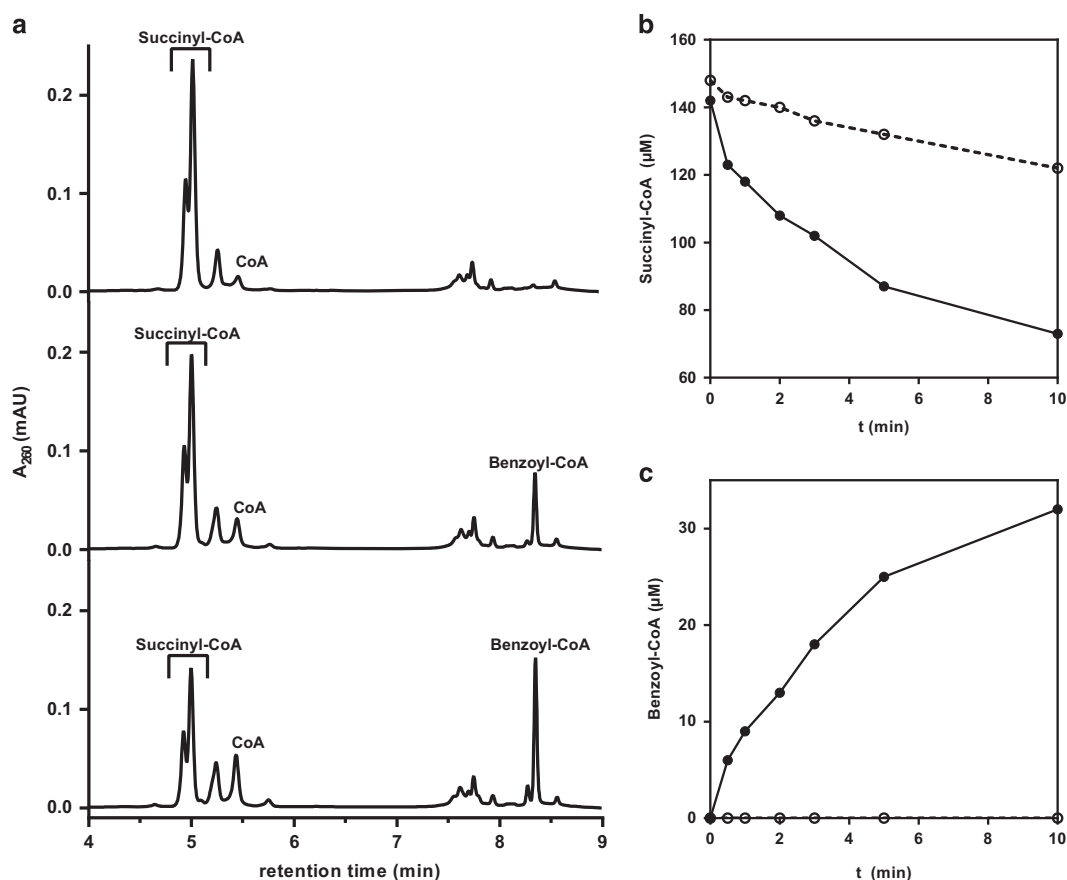 a
Succinyl-CoA
0.2
0.1
CoA
0.0
Succinyl-CoA
0.2
A260 (mAU)
0.1
Benzoyl-CoA
CoA
0.0
0.2
Succinyl-CoA
Benzoyl-CoA
0.1
CoA
0.0
4 5 6 7 8 9
retention time (min)
b
160
140
120
100
80
60
Succinyl-CoA (µM)
0 2 4 6 8 10
t (min)
c
30
20
10
0
Benzoyl-CoA (µM)
0 2 4 6 8 10
t (min)